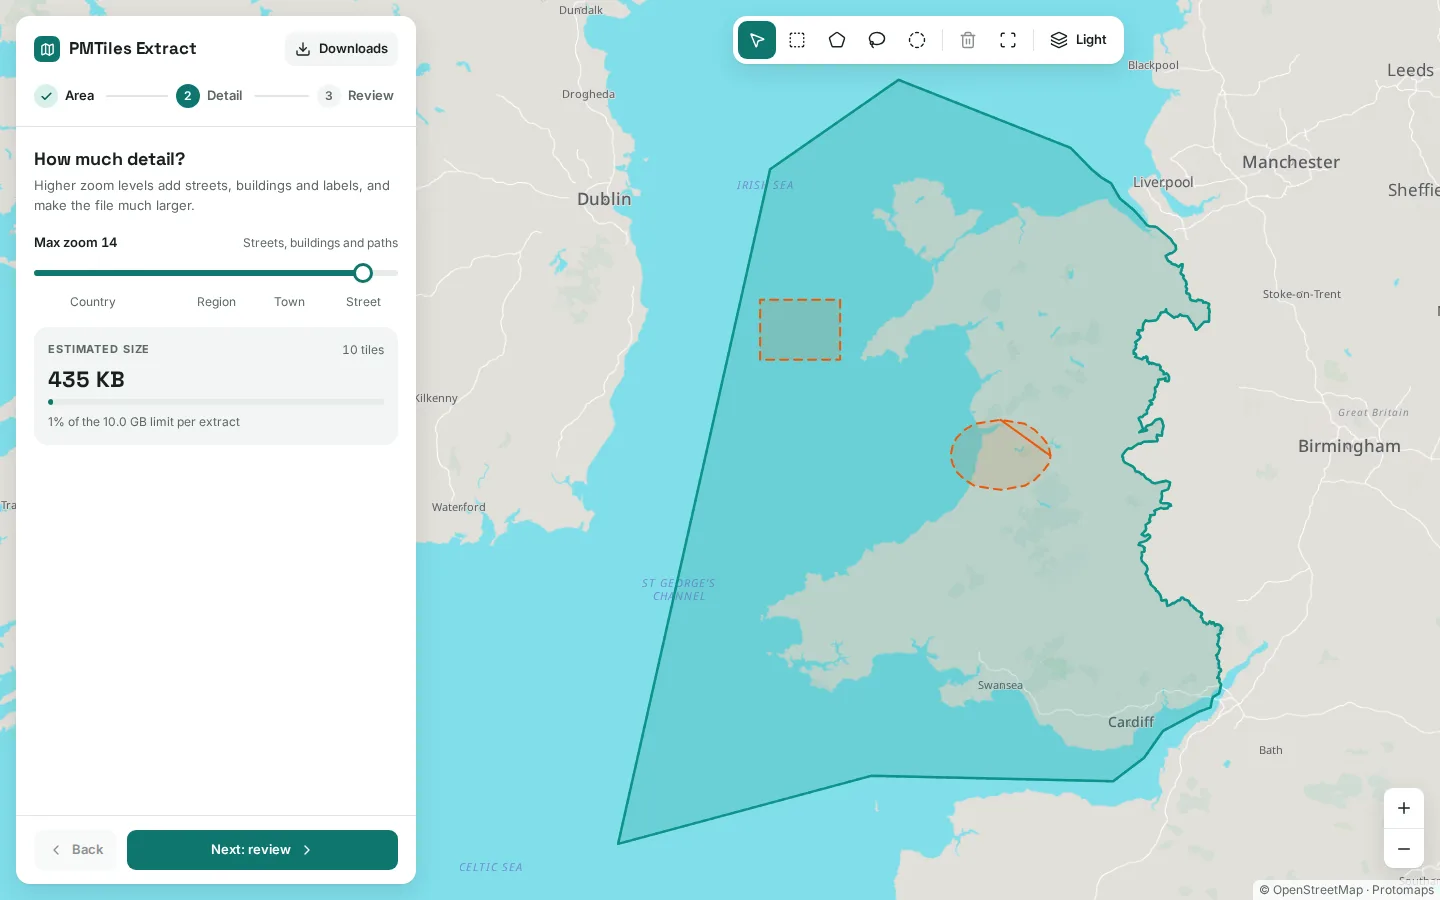 PMTiles Extract
Downloads
Area
2
Detail
3
Review
How much detail?
Higher zoom levels add streets, buildings and labels, and
make the file much larger.
Max zoom 14
Streets, buildings and paths
Country
Region
Town
Street
ESTIMATED SIZE
10 tiles
435 KB
1% of the 10.0 GB limit per extract
Back
Next: review
Light
Dundalk
Blackpool
Leeds
Drogheda
Manchester
Liverpool
IRISH SEA
Dublin
Stoke-on-Trent
Kilkenny
Great Britain
Birmingham
Waterford
ST GEORGE'S
CHANNEL
Swansea
Cardiff
Bath
CELTIC SEA
© OpenStreetMap · Protomaps